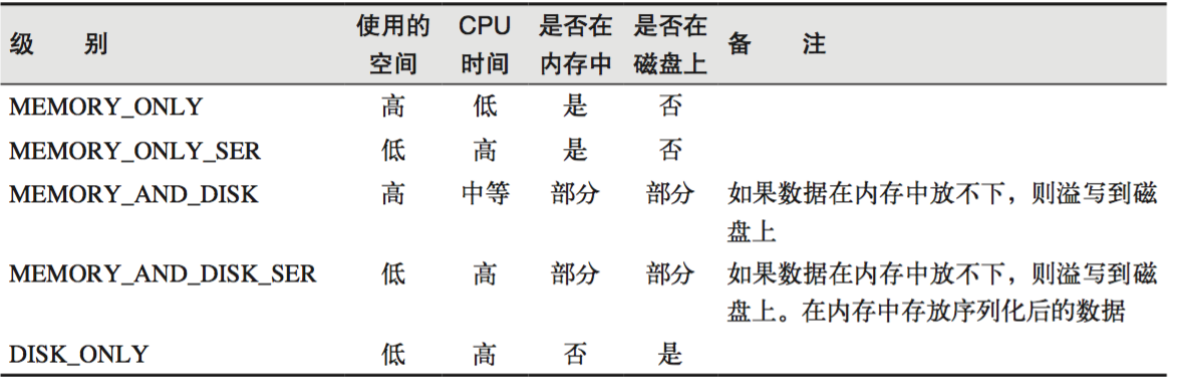 级 别 使用的空间 CPU时间 是否在内存中 是否在磁盘上 备 注
MEMORY_ONLY 高 低 是 否
MEMORY_ONLY_SER 低 高 是 否
MEMORY_AND_DISK 高 中等 部分 部分 如果数据在内存中放不下，则溢写到磁
盘上
MEMORY_AND_DISK_SER 低 高 部分 部分 如果数据在内存中放不下，则溢写到磁
盘上。在内存中存放序列化后的数据
DISK_ONLY 低 高 否 是